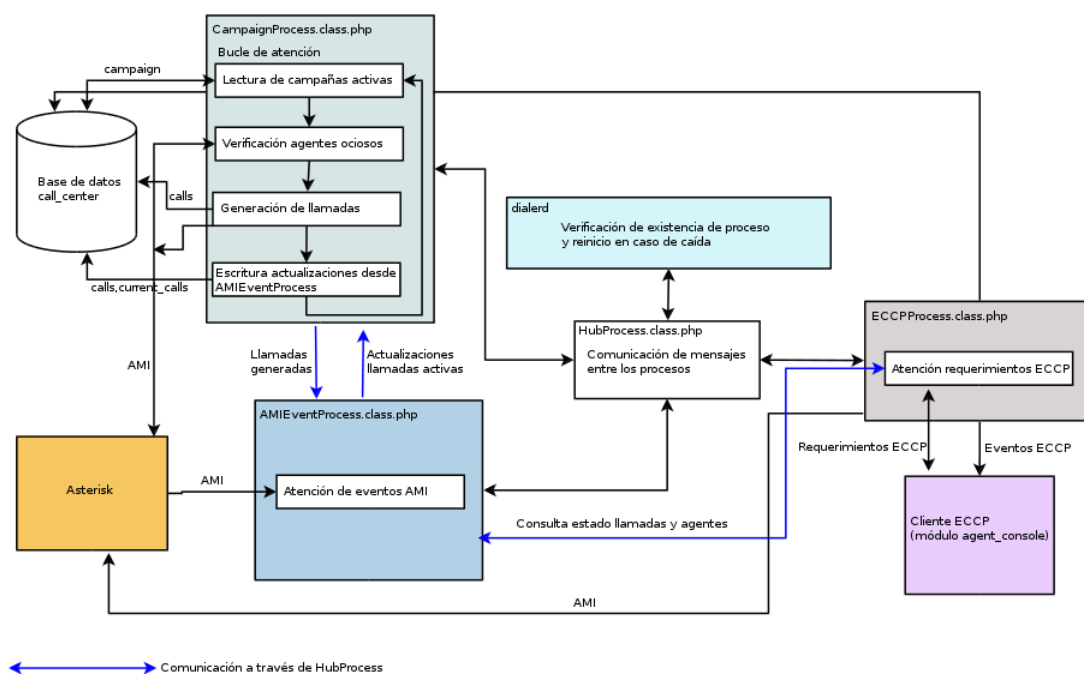 CampaignProcess.class.php
Bucle de atención
campaign
Lectura de campañas activas
Verificación agentes ociosos
Base de datos
call_center
calls
Generación de llamadas
dialerd
Verificación de existencia de proceso
y reinicio en caso de caída
Escritura actualizaciones desde
AMIEventProcess
calls,current_calls
ECCPProcess.class.php
HubProcess.class.php
Comunicación de mensajes
entre los procesos
Llamadas
generadas
Actualizaciones
llamadas activas
AMI
Atención requerimientos ECCP
AMIEventProcess.class.php
Requerimientos ECCP
Eventos ECCP
Asterisk
AMI
Atención de eventos AMI
Consulta estado llamadas y agentes
Cliente ECCP
(módulo agent_console)
AMI
Comunicación a través de HubProcess